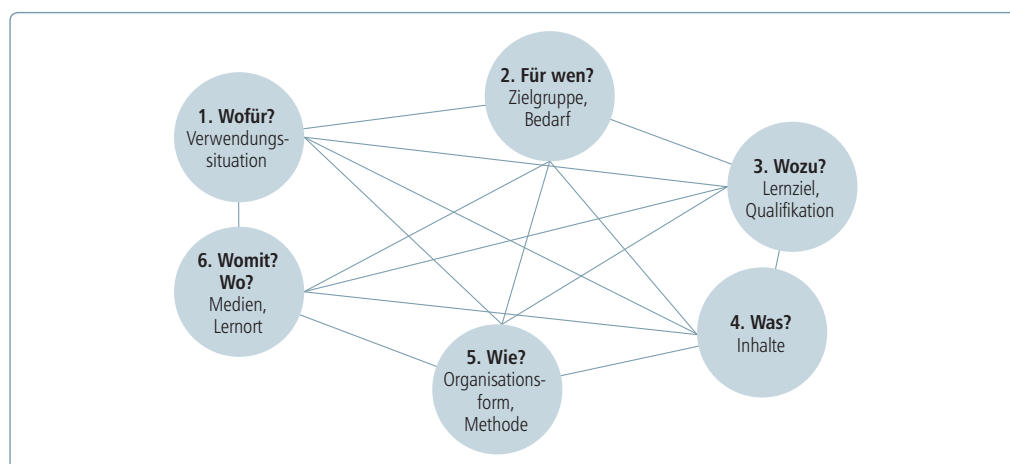 1. Wofür?
Verwendungs-
situation
2. Für wen?
Zielgruppe,
Bedarf
3. Wozu?
Lernziel,
Qualifikation
4. Was?
Inhalte
5. Wie?
Organisations-
form,
Methode
6. Womit?
Wo?
Medien,
Lernort